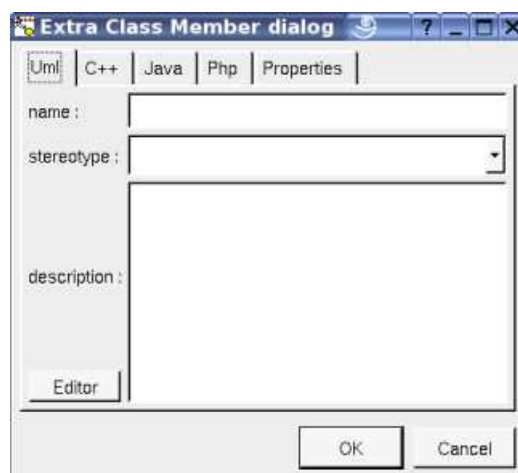 Extra Class Member dialog ?
Uml C++ Java Php Properties
name :
stereotype :
description :
Editor
OK Cancel